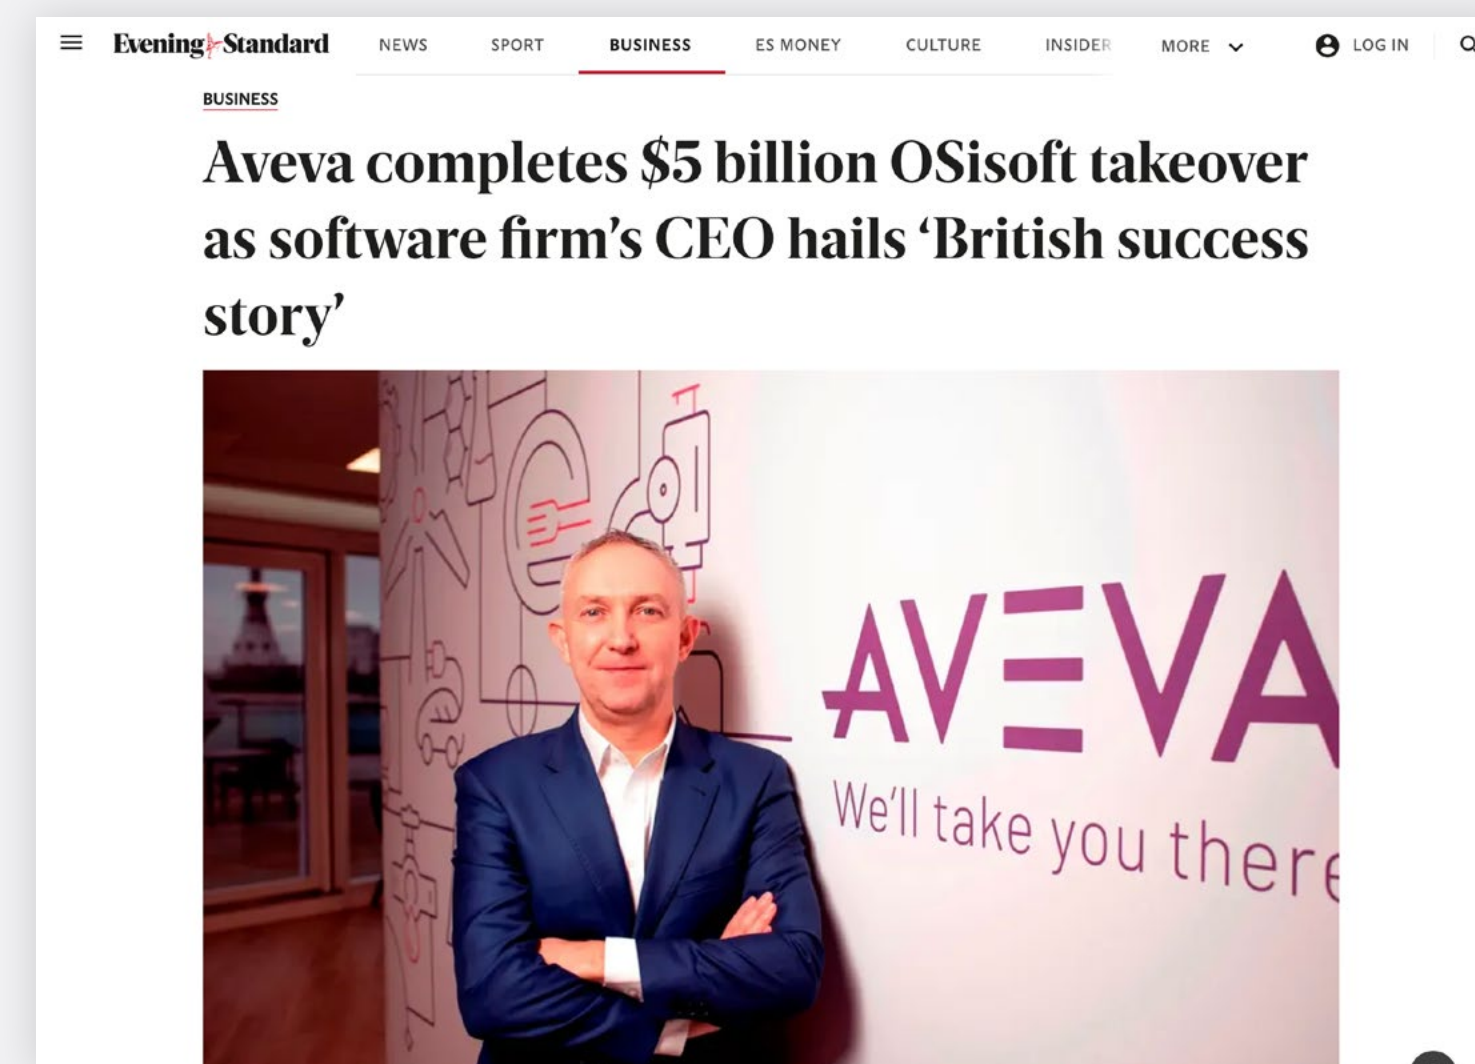 Evening Standard
NEWS
SPORT
BUSINESS
ES MONEY
CULTURE
INSIDER
MORE
LOG IN
BUSINESS
Aveva completes $5 billion OSisoft takeover
as software firm’s CEO hails ‘British success
story’
AVEVA
We'll take you there